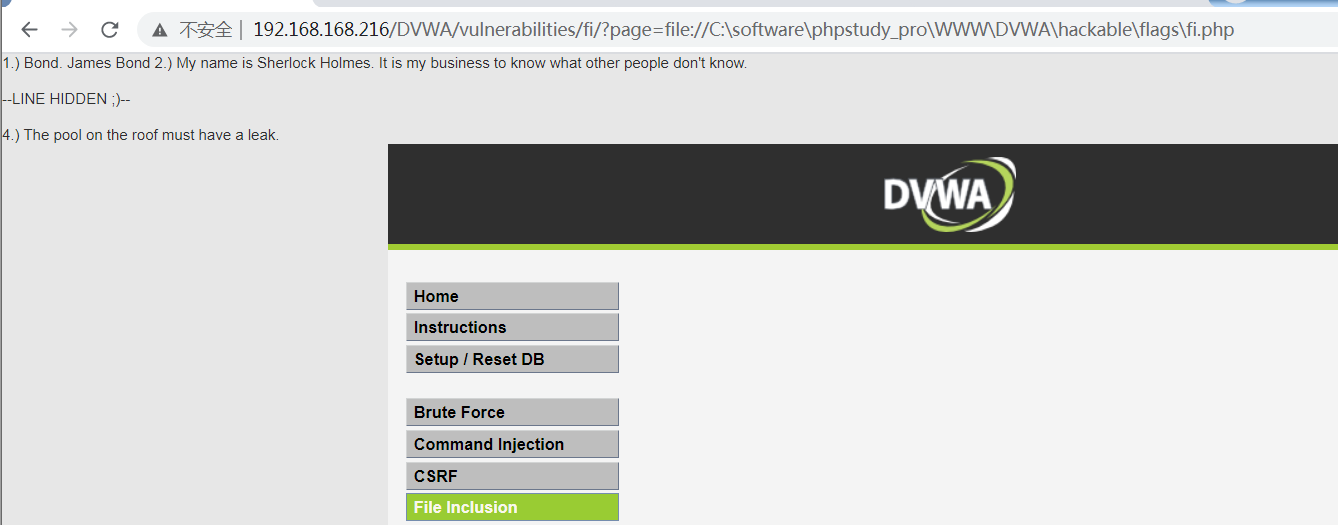 不安全 | 192.168.168.216/DVWA/vulnerabilities/fi/?page=file://C:\software\phpstudy_pro\WWW\DVWA\hackable\flags\fi.php
1.) Bond. James Bond 2.) My name is Sherlock Holmes. It is my business to know what other people don't know.
--LINE HIDDEN ;)--
4.) The pool on the roof must have a leak.
DVWA
Home
Instructions
Setup / Reset DB
Brute Force
Command Injection
CSRF
File Inclusion